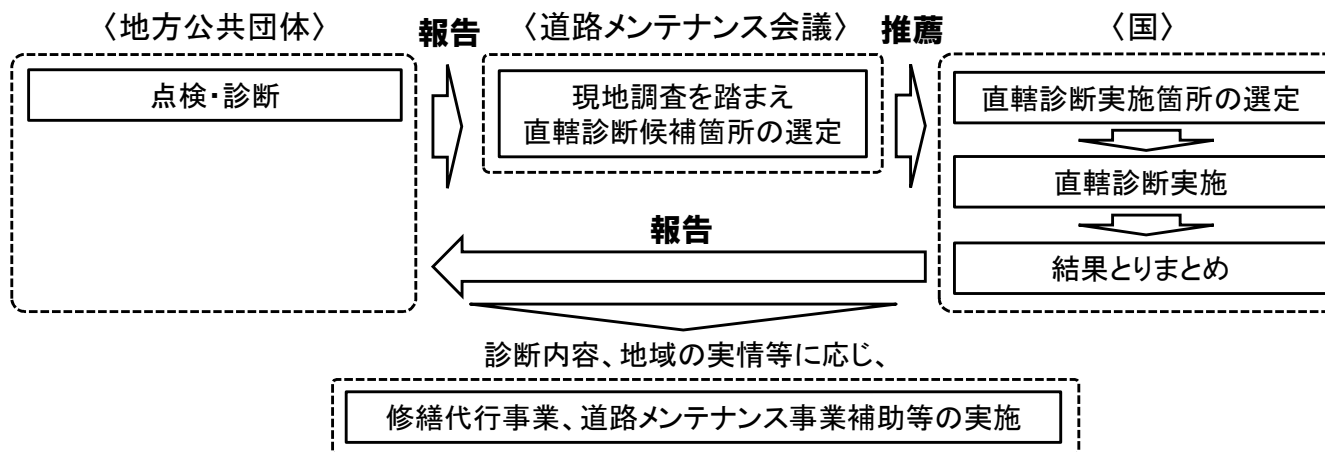 〈地方公共団体〉
報告
〈道路メンテナンス会議〉
推薦
〈国〉
点検・診断
現地調査を踏まえ
直轄診断候補箇所の選定
直轄診断実施箇所の選定
直轄診断実施
結果とりまとめ
報告
診断内容、地域の実情等に応じ、
修繕代行事業、道路メンテナンス事業補助等の実施